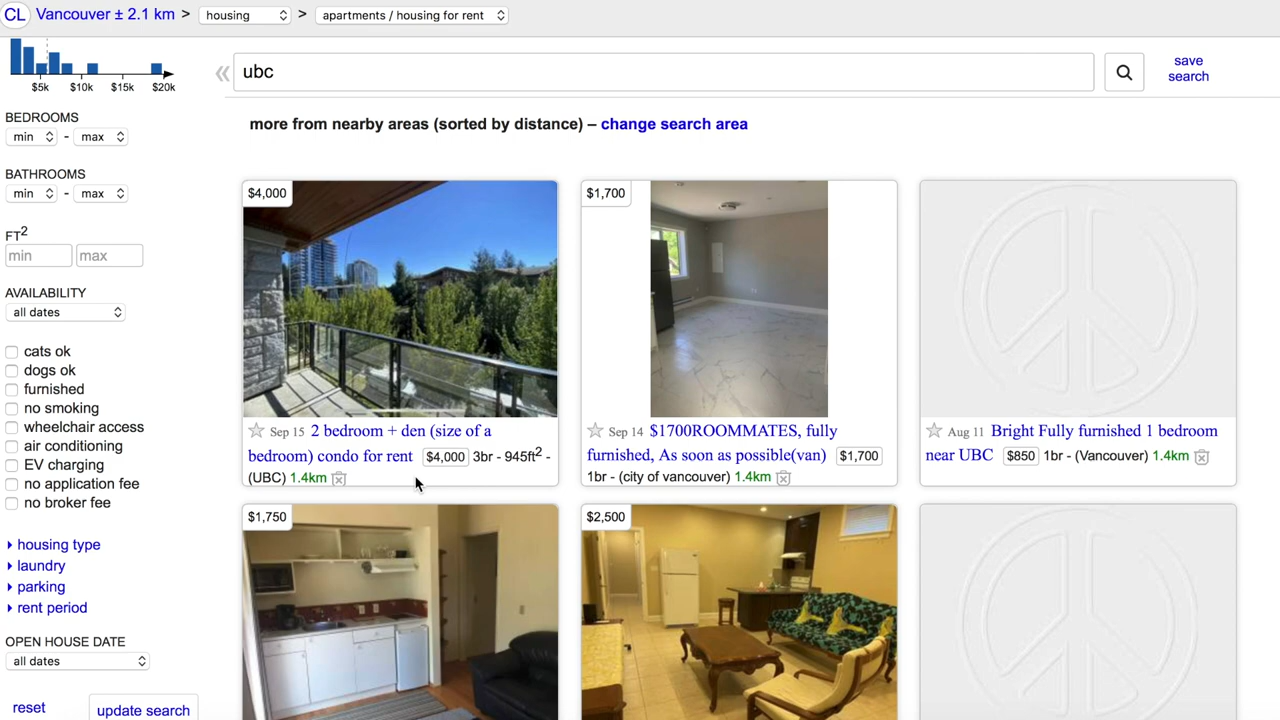 CL Vancouver ± 2.1 km > housing > apartments / housing for rent
$5k $10k $15k $20k
ubc
save
search
BEDROOMS
min - max
BATHROOMS
min - max
FT2
min max
AVAILABILITY
all dates
cats ok
dogs ok
furnished
no smoking
wheelchair access
air conditioning
EV charging
no application fee
no broker fee
housing type
laundry
parking
rent period
OPEN HOUSE DATE
all dates
reset update search
more from nearby areas (sorted by distance) – change search area
$4,000
Sep 15 2 bedroom + den (size of a
bedroom) condo for rent $4,000 3br - 945ft2 -
(UBC) 1.4km
$1,700
Sep 14 $1700ROOMMATES, fully
furnished, As soon as possible(van) $1,700
1br - (city of vancouver) 1.4km
Aug 11 Bright Fully furnished 1 bedroom
near UBC $850 1br - (Vancouver) 1.4km
$1,750
$2,500